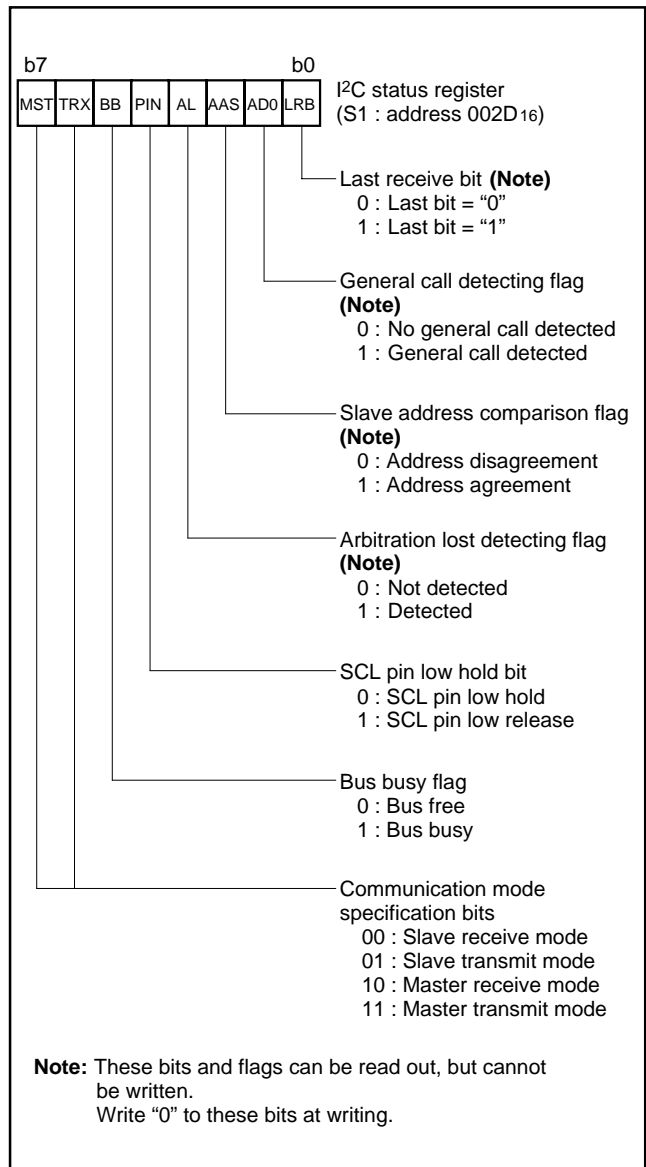 b7 b0
MST TRX BB PIN AL AAS AD0 LRB
I2C status register
(S1 : address 002D16)
Last receive bit (Note)
0 : Last bit = “0”
1 : Last bit = “1”
General call detecting flag
(Note)
0 : No general call detected
1 : General call detected
Slave address comparison flag
(Note)
0 : Address disagreement
1 : Address agreement
Arbitration lost detecting flag
(Note)
0 : Not detected
1 : Detected
SCL pin low hold bit
0 : SCL pin low hold
1 : SCL pin low release
Bus busy flag
0 : Bus free
1 : Bus busy
Communication mode
specification bits
00 : Slave receive mode
01 : Slave transmit mode
10 : Master receive mode
11 : Master transmit mode
Note: These bits and flags can be read out, but cannot
be written.
Write “0” to these bits at writing.